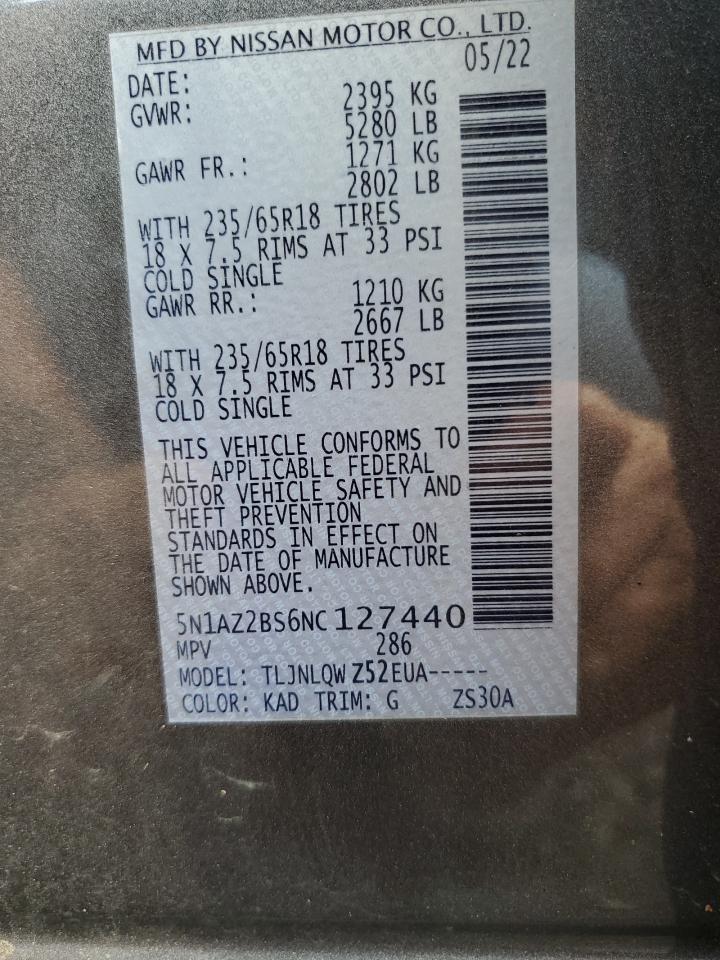 MFD BY NISSAN MOTOR CO., LTD.
DATE: 05/22
GVWR: 2395 KG
5280 LB
GAWR FR.: 1271 KG
2802 LB
WITH 235/65R18 TIRES
18 X 7.5 RIMS AT 33 PSI
COLD SINGLE
GAWR RR.: 1210 KG
2667 LB
WITH 235/65R18 TIRES
18 X 7.5 RIMS AT 33 PSI
COLD SINGLE
THIS VEHICLE CONFORMS TO
ALL APPLICABLE FEDERAL
MOTOR VEHICLE SAFETY AND
THEFT PREVENTION
STANDARDS IN EFFECT ON
THE DATE OF MANUFACTURE
SHOWN ABOVE.
5N1AZ2BS6NC127440
MPV 286
MODEL: TLJNLQW Z52EUA-----
COLOR: KAD TRIM: G ZS30A